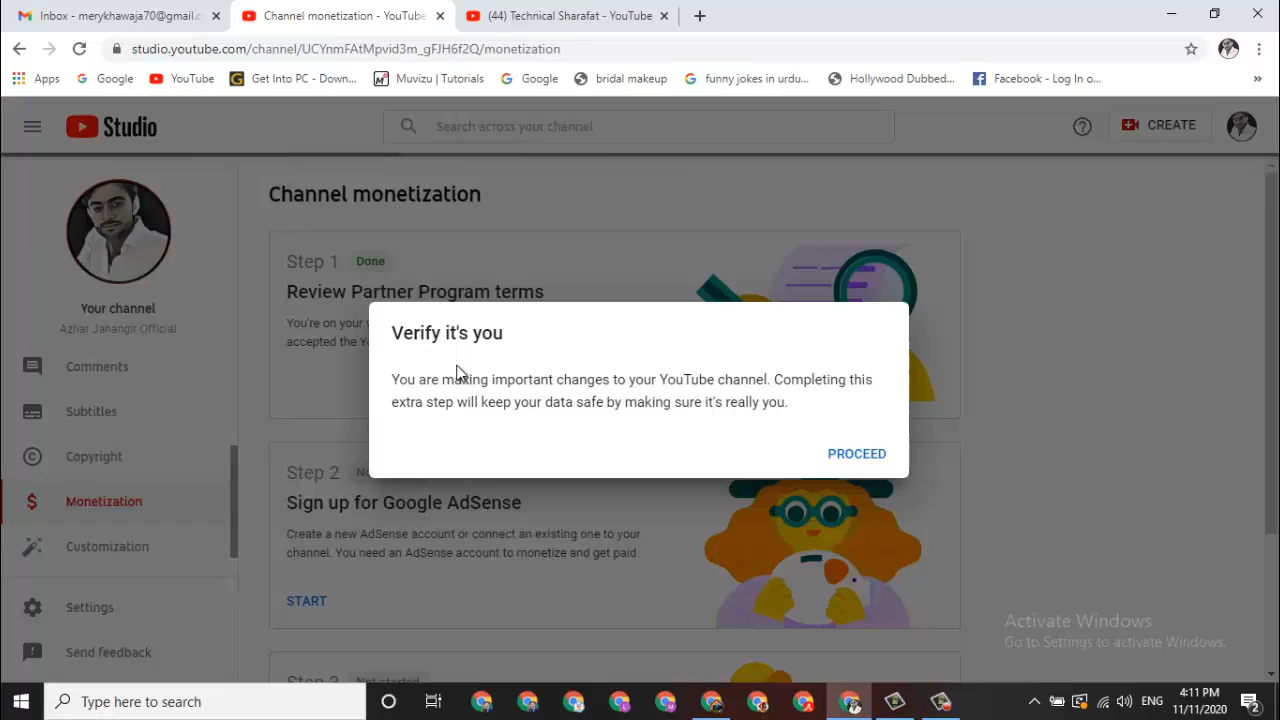 Inbox - merykhawaja70@gmail.c
Channel monetization - YouTube
(44) Technical Sharafat - YouTube
studio.youtube.com/channel/UCYnmFAtMpvid3m_gFJH6f2Q/monetization
Apps
Google
YouTube
Get Into PC - Down...
Muvizu | Tutorials
Google
bridal makeup
funny jokes in urdu...
Hollywood Dubbed...
Facebook - Log In o...
Studio
Search across your channel
CREATE
Your channel
Azhar Jahangir Official
Comments
Subtitles
Copyright
Monetization
Customization
Settings
Send feedback
Channel monetization
Step 1 Done
Review Partner Program terms
You're on your
accepted the Yo
Verify it's you
You are making important changes to your YouTube channel. Completing this
extra step will keep your data safe by making sure it's really you.
PROCEED
Step 2
Sign up for Google AdSense
Create a new AdSense account or connect an existing one to your
channel. You need an AdSense account to monetize and get paid.
START
Step 3 Not started
Activate Windows
Go to Settings to activate Windows.
Type here to search
ENG
4:11 PM
11/11/2020
2